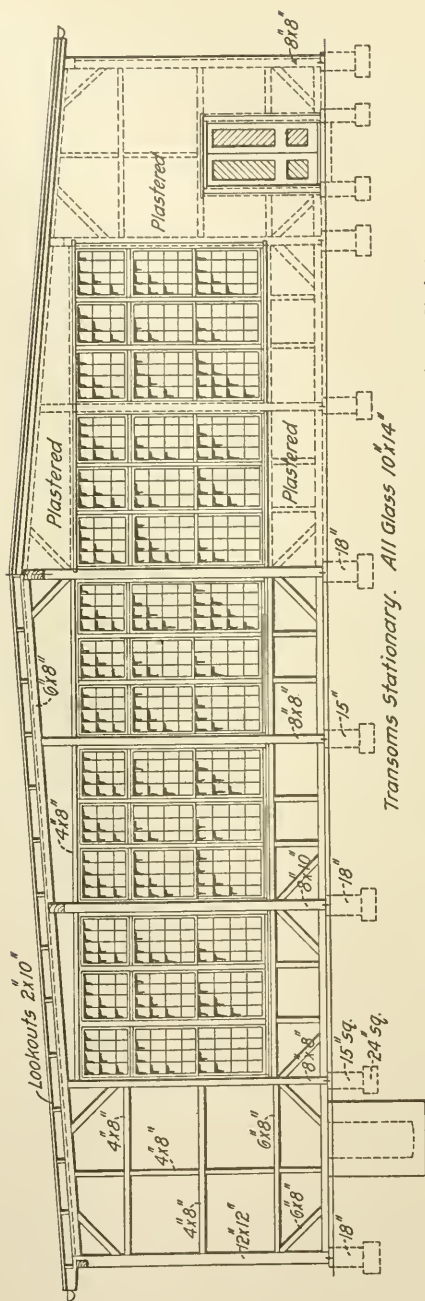 Lookouts 2"x10"
6"x8"
4"x8"
Plastered
Plastered
4"x8"
4"x8"
4"x8"
6"x8"
12"x12"
6"x8"
8"x8"
8"x10"
8"x8"
Plastered
8"x8"
18"
15" sq.
24" sq.
18"
15"
18"
Transoms Stationary. All Glass 10"x14"